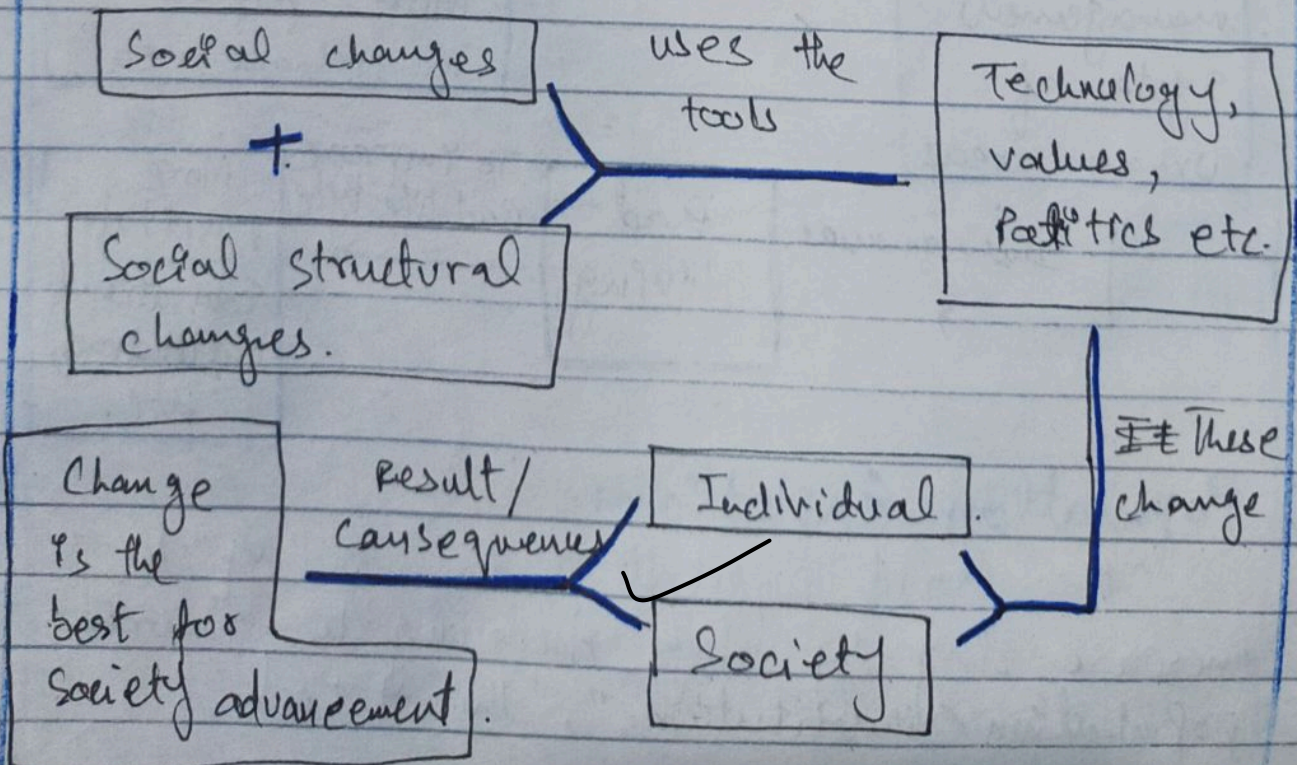 Social changes
+
Social structural
changes.
uses the
tools
Technology,
values,
Politics etc.
These
change
Individual.
Society
Result/
Causequences
Change
is the
best for
society advancement.